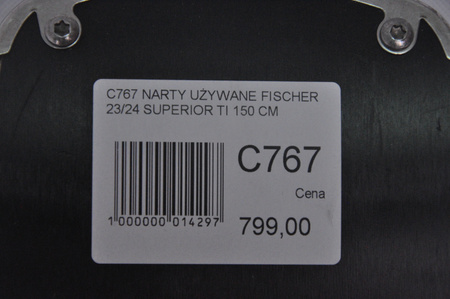 C767 NARTY UŻYWANE FISCHER
23/24 SUPERIOR TI 150 CM
C767
Cena
799,00
1 000000 014297